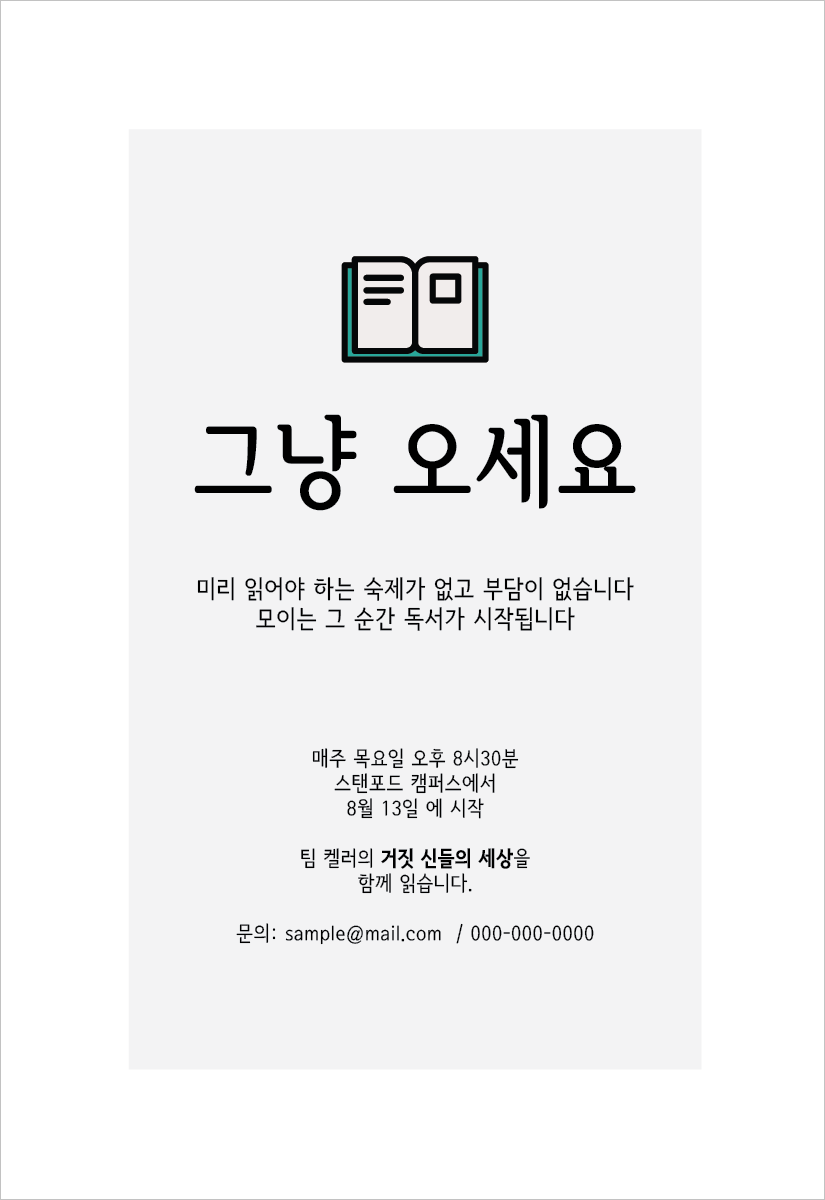 그냥 오세요
미리 읽어야 하는 숙제가 없고 부담이 없습니다
모이는 그 순간 독서가 시작됩니다
매주 목요일 오후 8시30분
스탠포드 캠퍼스에서
8월 13일 에 시작
팀 켈러의 거짓 신들의 세상을
함께 읽습니다.
문의: sample@mail.com / 000-000-0000